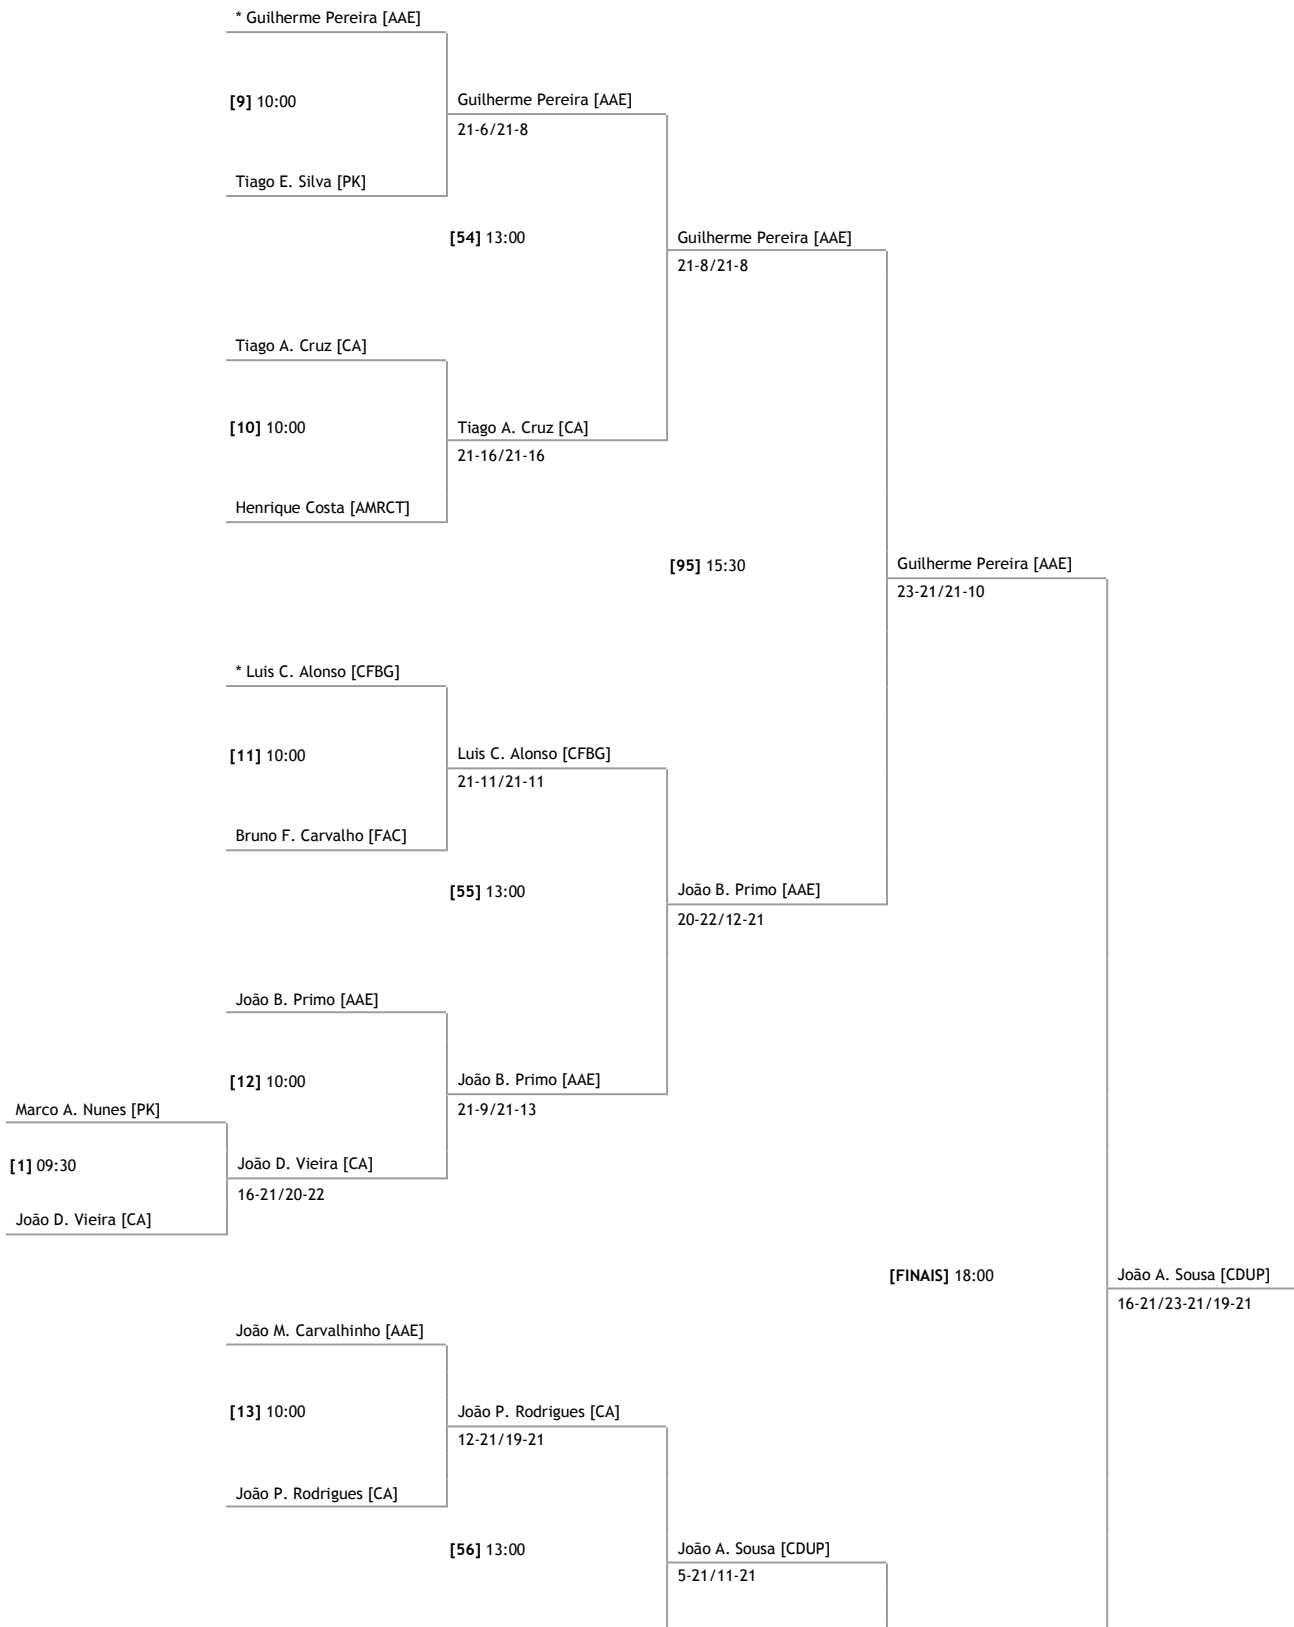 * Guilherme Pereira [AAE]
[9] 10:00
Guilherme Pereira [AAE]
21-6/21-8
Tiago E. Silva [PK]
[54] 13:00
Guilherme Pereira [AAE]
21-8/21-8
Tiago A. Cruz [CA]
[10] 10:00
Tiago A. Cruz [CA]
21-16/21-16
Henrique Costa [AMRCT]
[95] 15:30
Guilherme Pereira [AAE]
23-21/21-10
* Luis C. Alonso [CFBG]
[11] 10:00
Luis C. Alonso [CFBG]
21-11/21-11
Bruno F. Carvalho [FAC]
[55] 13:00
João B. Primo [AAE]
20-22/12-21
João B. Primo [AAE]
[12] 10:00
João B. Primo [AAE]
21-9/21-13
Marco A. Nunes [PK]
[1] 09:30
João D. Vieira [CA]
16-21/20-22
João D. Vieira [CA]
[FINAIS] 18:00
João A. Sousa [CDUP]
16-21/23-21/19-21
João M. Carvalhinho [AAE]
[13] 10:00
João P. Rodrigues [CA]
12-21/19-21
João P. Rodrigues [CA]
[56] 13:00
João A. Sousa [CDUP]
5-21/11-21